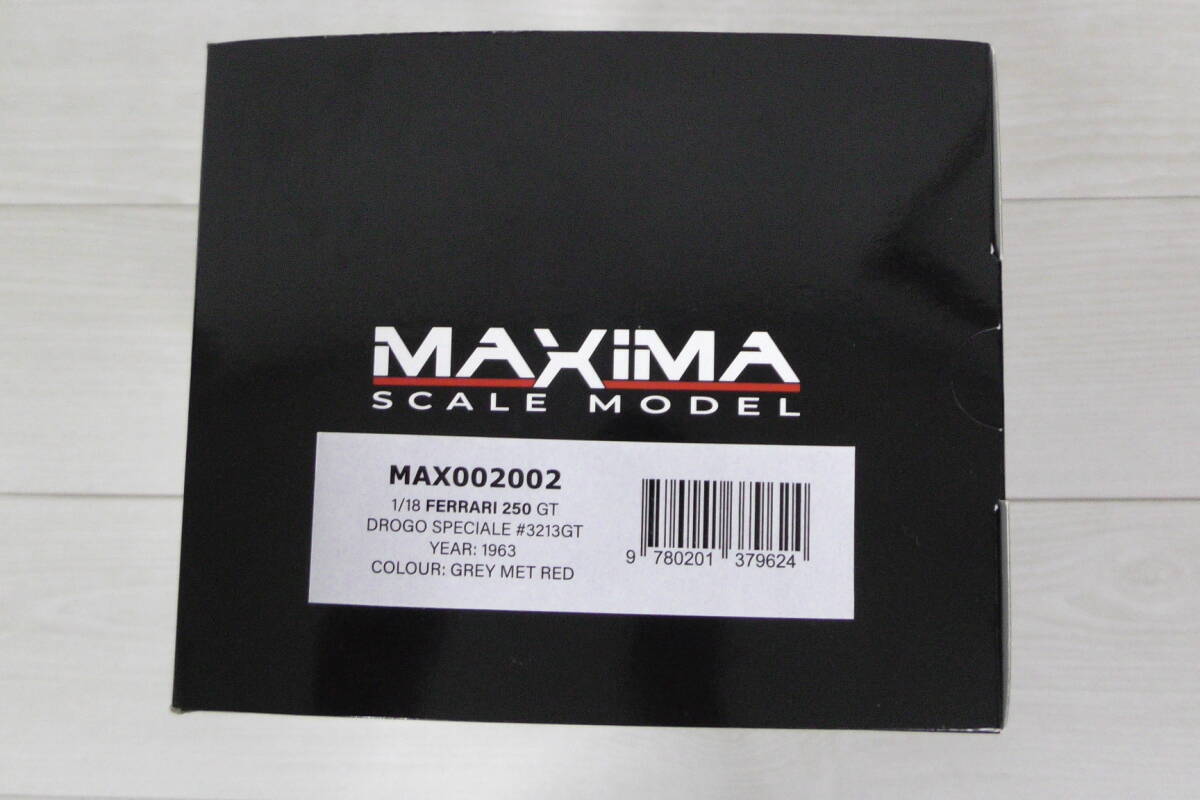 MAXiMA
SCALE MODEL
MAX002002
1/18 FERRARI 250 GT
DROGO SPECIALE #3213GT
YEAR: 1963
COLOUR: GREY MET RED
9 780201 379624